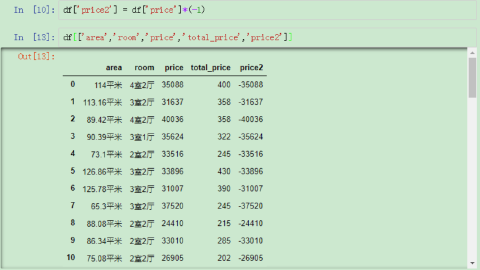 In [10]: df['price2'] = df['price']*(-1)
In [13]: df[['area','room','price','total_price','price2']]
Out[13]:
area room price total_price price2
0 114平米 4室2厅 35088 400 -35088
1 113.16平米 3室2厅 31637 358 -31637
2 89.42平米 4室2厅 40036 358 -40036
3 90.39平米 3室1厅 35624 322 -35624
4 73.1平米 2室2厅 33516 245 -33516
5 126.86平米 3室2厅 33896 430 -33896
6 125.78平米 3室2厅 31007 390 -31007
7 65.3平米 3室2厅 37520 245 -37520
8 88.08平米 2室2厅 24410 215 -24410
9 86.34平米 2室2厅 33010 285 -33010
10 75.08平米 2室2厅 26905 202 -26905